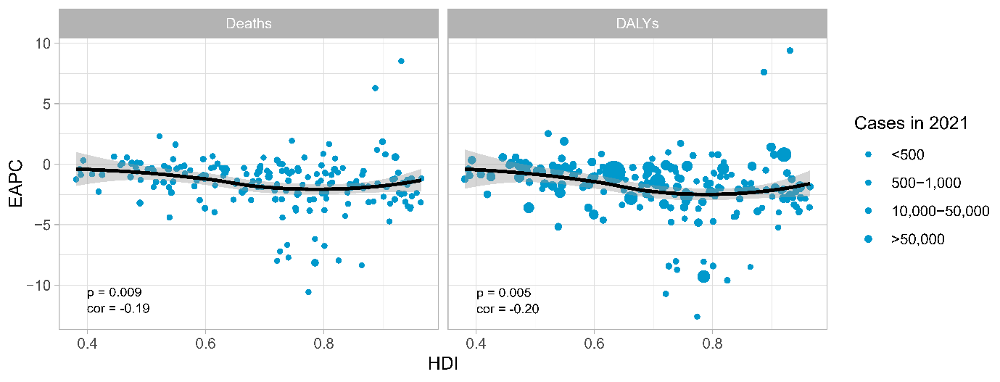 Deaths
DALYs
EAPC
10
5
0
−5
−10
p = 0.009
cor = -0.19
p = 0.005
cor = -0.20
0.4
0.6
0.8
0.4
0.6
0.8
HDI
Cases in 2021
<500
500−1,000
10,000−50,000
>50,000